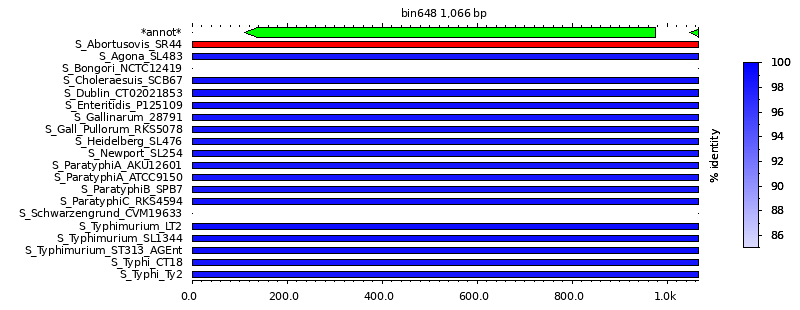 bin648 1,066 bp
*annot*
S_Abortusovis_SR44
S_Agona_SL483
S_Bongori_NCTC12419
S_Choleraesuis_SCB67
S_Dublin_CT02021853
S_Enteritidis_P125109
S_Gallinarum_28791
S_Gall_Pullorum_RKS5078
S_Heidelberg_SL476
S_Newport_SL254
S_ParatyphiA_AKU12601
S_ParatyphiA_ATCC9150
S_ParatyphiB_SPB7
S_ParatyphiC_RKS4594
S_Schwarzengrund_CVM19633
S_Typhimurium_LT2
S_Typhimurium_SL1344
S_Typhimurium_ST313_AGEnt
S_Typhi_CT18
S_Typhi_Ty2
0.0 200.0 400.0 600.0 800.0 1.0k
% identity
100
98
96
94
92
90
88
86